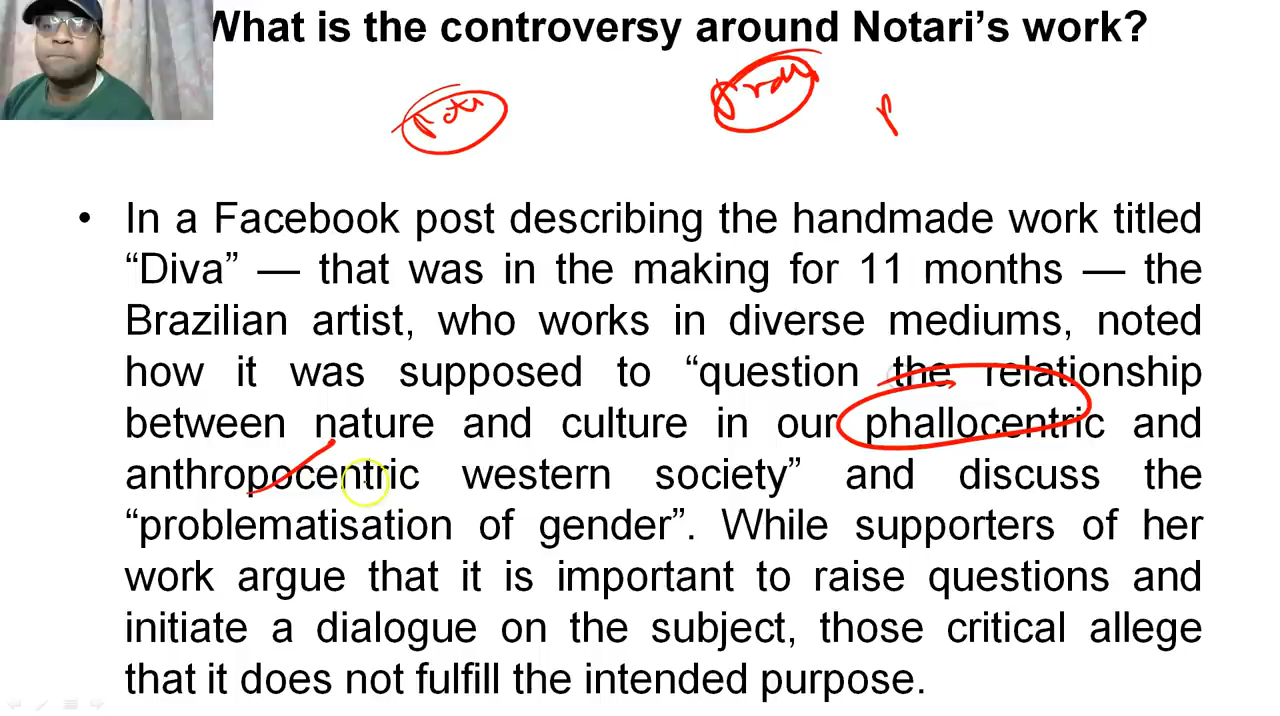 What is the controversy around Notari’s work?
• In a Facebook post describing the handmade work titled
“Diva” — that was in the making for 11 months — the
Brazilian artist, who works in diverse mediums, noted
how it was supposed to “question the relationship
between nature and culture in our phallocentric and
anthropocentric western society” and discuss the
“problematisation of gender”. While supporters of her
work argue that it is important to raise questions and
initiate a dialogue on the subject, those critical allege
that it does not fulfill the intended purpose.